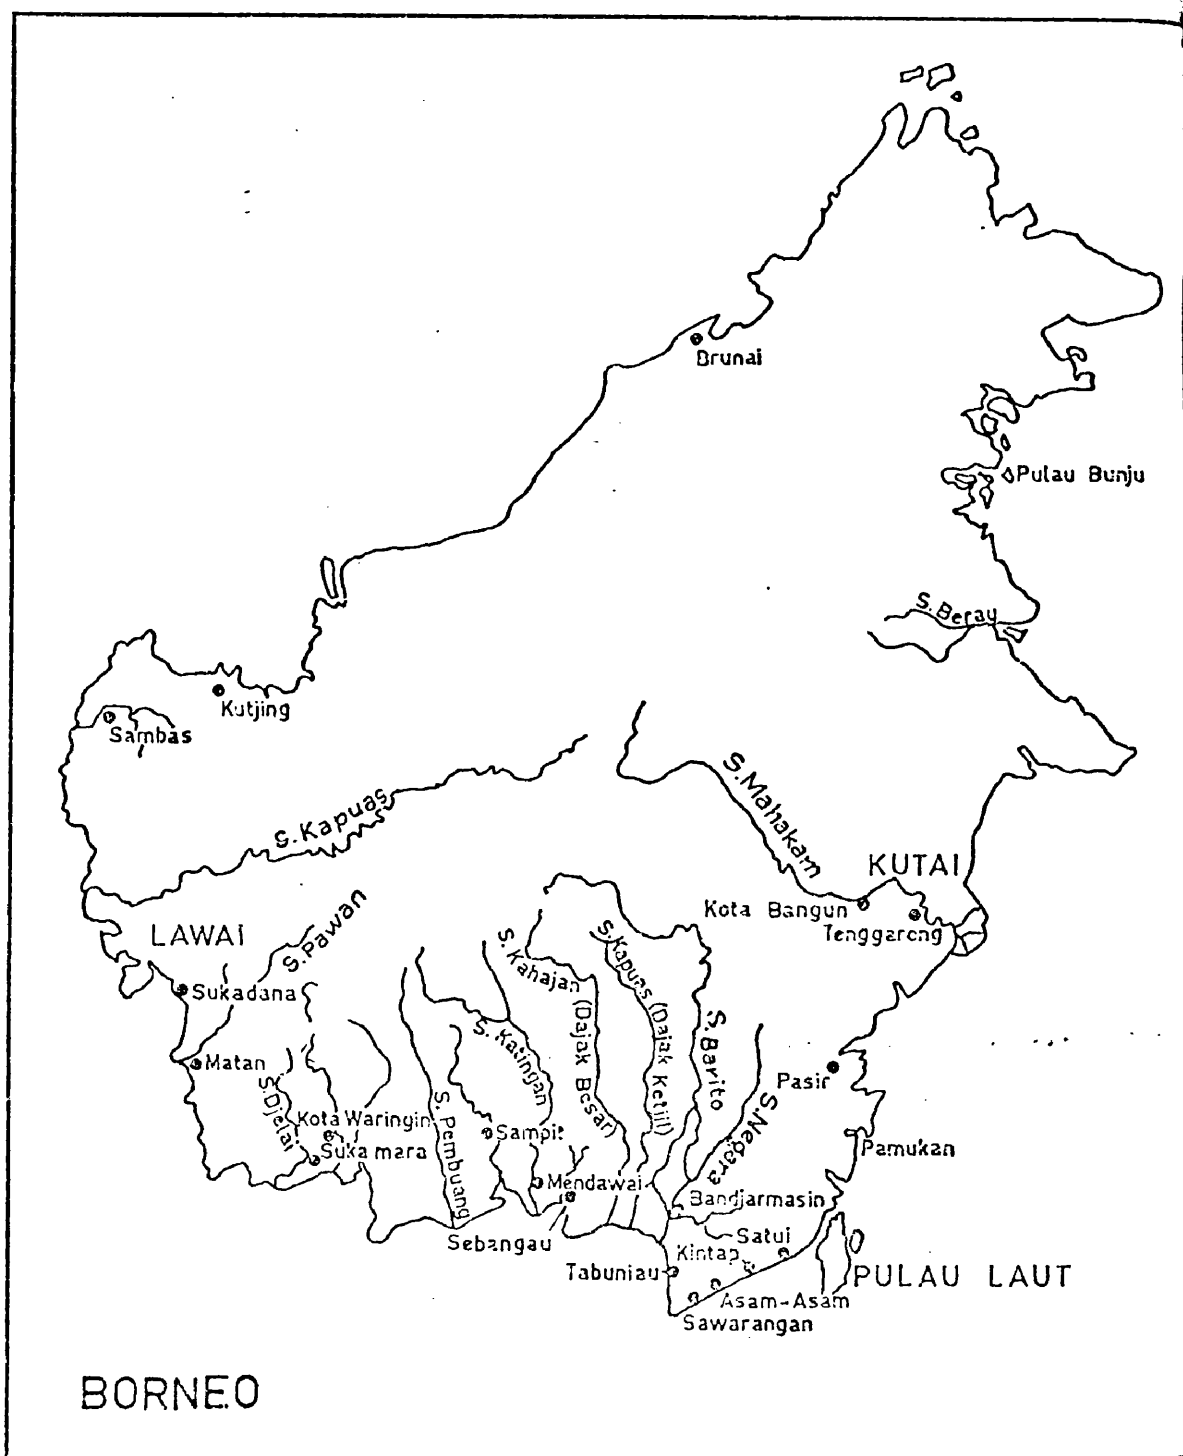 Brunai
Pulau Bunju
S. Beray
Kutjing
Sambas
S. Mahakam
S. Kapuas
KUTAI
Kota Bangun
Tenggarong
LAWAI
S. Pawan
S. Kahajan (Dajak Besar)
S. Kapuas (Dajak Ketjil)
Sukadana
S. Barito
S. Katingan
Matan
Pasir
S. Djelai
S. Pembuang
S. Negara
Kota Waringin
Sampit
Suka mara
Pamukan
Mendawai
Bandjarmasin
Sebangau
Satui
Kintap
Tabuniau
PULAU LAUT
Asam-Asam
Sawarangan
BORNEO